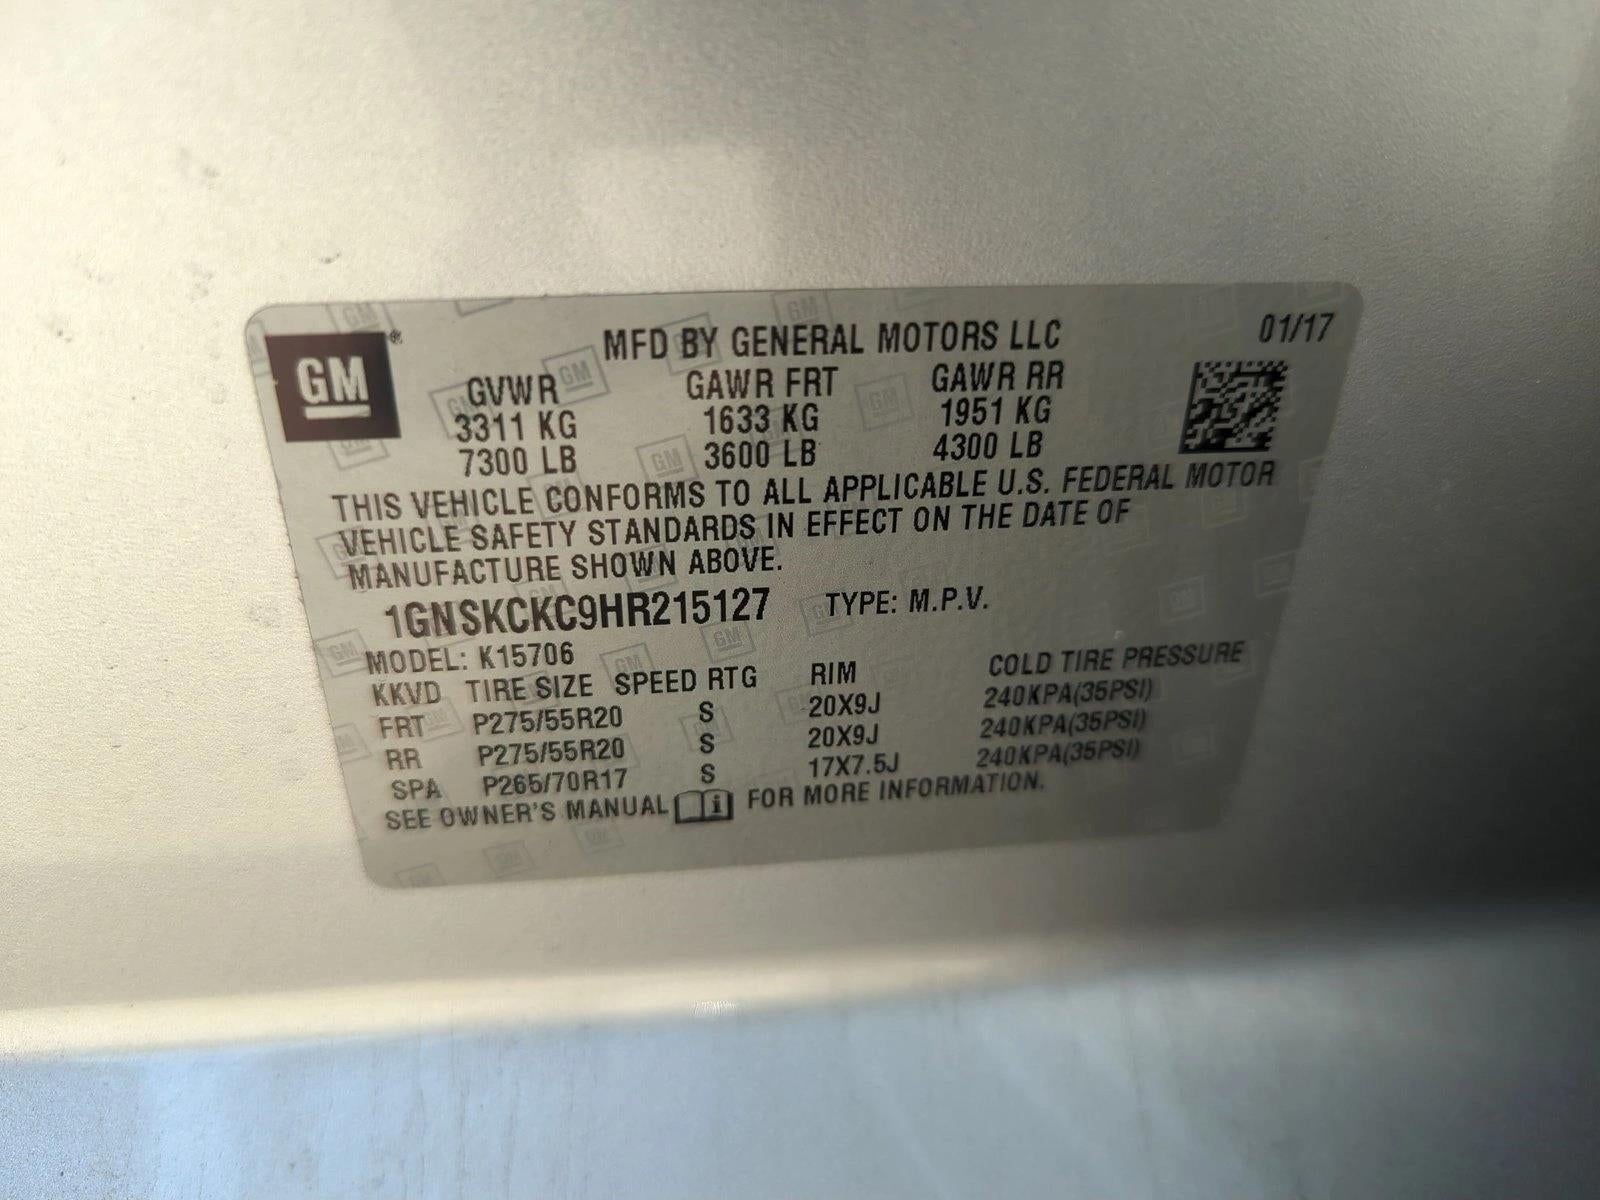 GM®
MFD BY GENERAL MOTORS LLC 01/17
GVWR GAWR FRT GAWR RR
3311 KG 1633 KG 1951 KG
7300 LB 3600 LB 4300 LB
THIS VEHICLE CONFORMS TO ALL APPLICABLE U.S. FEDERAL MOTOR
VEHICLE SAFETY STANDARDS IN EFFECT ON THE DATE OF
MANUFACTURE SHOWN ABOVE.
1GNSKCKC9HR215127 TYPE: M.P.V.
MODEL: K15706
KKVD TIRE SIZE SPEED RTG RIM COLD TIRE PRESSURE
FRT P275/55R20 S 20X9J 240KPA(35PSI)
RR P275/55R20 S 20X9J 240KPA(35PSI)
SPA P265/70R17 S 17X7.5J 240KPA(35PSI)
SEE OWNER'S MANUAL FOR MORE INFORMATION.